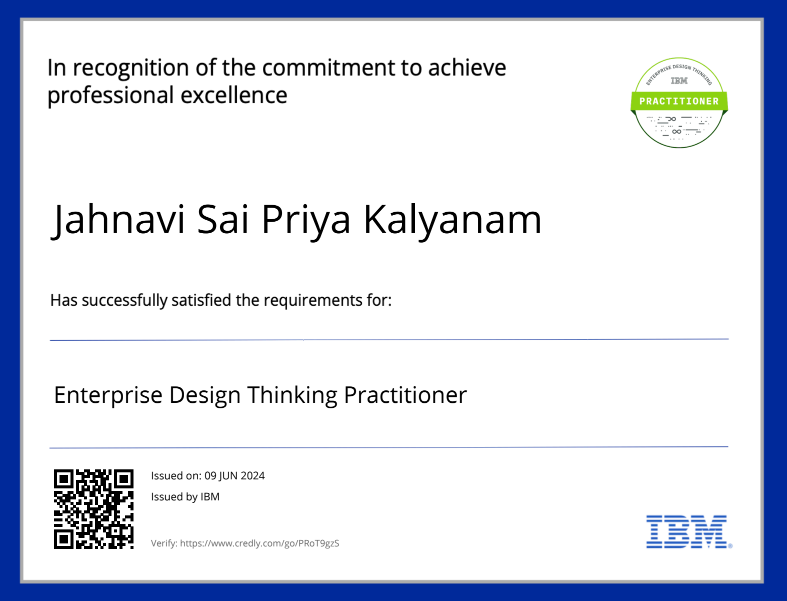 In recognition of the commitment to achieve
professional excellence
ENTERPRISE DESIGN THINKING
IBM
PRACTITIONER
Jahnavi Sai Priya Kalyanam
Has successfully satisfied the requirements for:
Enterprise Design Thinking Practitioner
Issued on: 09 JUN 2024
Issued by IBM
Verify: https://www.credly.com/go/PRoT9gzS
IBM®